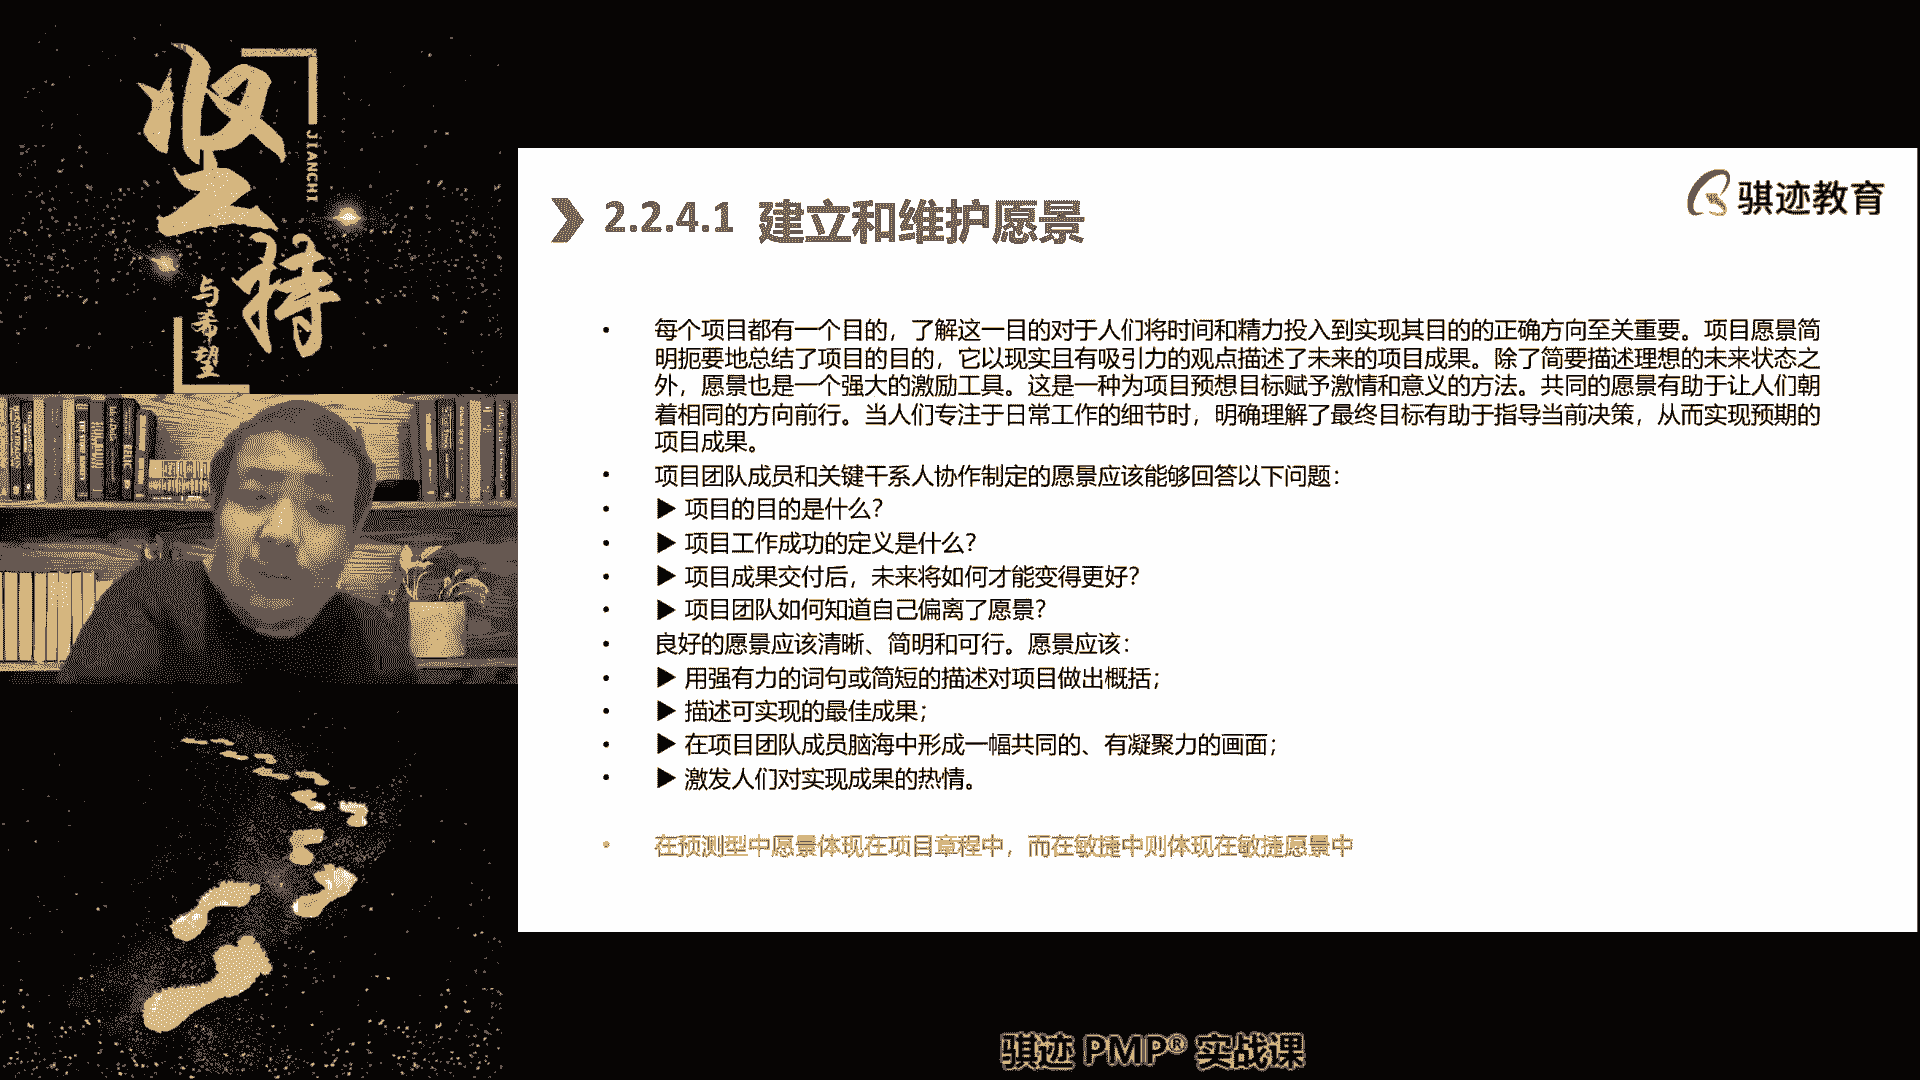 坚持
JIANCHI
与希望
骐迹教育
2.2.4.1 建立和维护愿景
• 每个项目都有一个目的，了解这一目的对于人们将时间和精力投入到实现其目的的正确方向至关重要。项目愿景简
明扼要地总结了项目的目的，它以现实且有吸引力的观点描述了未来的项目成果。除了简要描述理想的未来状态之
外，愿景也是一个强大的激励工具。这是一种为项目预想目标赋予激情和意义的方法。共同的愿景有助于让人们朝
着相同的方向前行。当人们专注于日常工作的细节时，明确理解了最终目标有助于指导当前决策，从而实现预期的
项目成果。
• 项目团队成员和关键干系人协作制定的愿景应该能够回答以下问题：
• ▶ 项目的目的是什么？
• ▶ 项目工作成功的定义是什么？
• ▶ 项目成果交付后，未来将如何才能变得更好？
• ▶ 项目团队如何知道自己偏离了愿景？
• 良好的愿景应该清晰、简明和可行。愿景应该：
• ▶ 用强有力的词句或简短的描述对项目做出概括；
• ▶ 描述可实现的最佳成果；
• ▶ 在项目团队成员脑海中形成一幅共同的、有凝聚力的画面；
• ▶ 激发人们对实现成果的热情。
• 在预测型中愿景体现在项目章程中，而在敏捷中则体现在敏捷愿景中
骐迹 PMP® 实战课